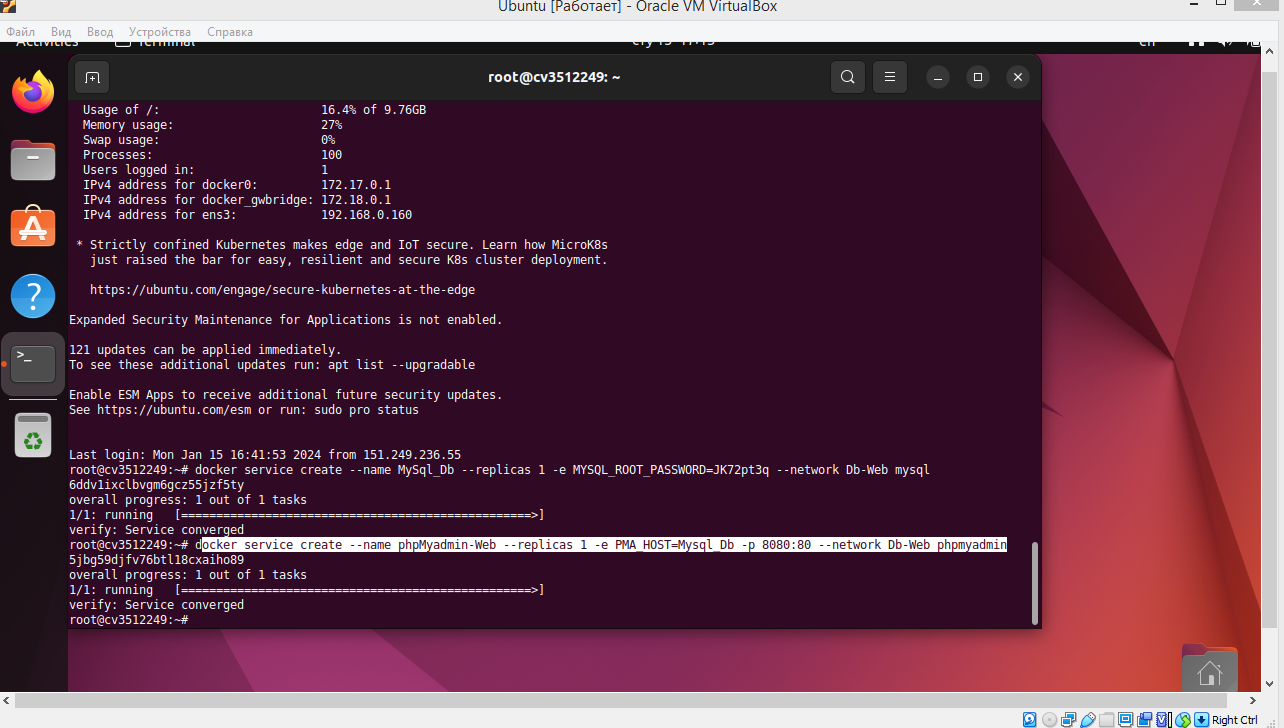 Ubuntu [Работает] - Oracle VM VirtualBox
Файл Вид Ввод Устройства Справка
Activities Terminal
en
root@cv3512249: ~
Usage of /: 16.4% of 9.76GB
Memory usage: 27%
Swap usage: 0%
Processes: 100
Users logged in: 1
IPv4 address for docker0: 172.17.0.1
IPv4 address for docker_gwbridge: 172.18.0.1
IPv4 address for ens3: 192.168.0.160
* Strictly confined Kubernetes makes edge and IoT secure. Learn how MicroK8s
just raised the bar for easy, resilient and secure K8s cluster deployment.
https://ubuntu.com/engage/secure-kubernetes-at-the-edge
Expanded Security Maintenance for Applications is not enabled.
121 updates can be applied immediately.
To see these additional updates run: apt list --upgradable
Enable ESM Apps to receive additional future security updates.
See https://ubuntu.com/esm or run: sudo pro status
Last login: Mon Jan 15 16:41:53 2024 from 151.249.236.55
root@cv3512249:~# docker service create --name MySql_Db --replicas 1 -e MYSQL_ROOT_PASSWORD=JK72pt3q --network Db-Web mysql
6ddv1ixclbvgm6gcz55jzf5ty
overall progress: 1 out of 1 tasks
1/1: running [==================================================>]
verify: Service converged
root@cv3512249:~# docker service create --name phpMyadmin-Web --replicas 1 -e PMA_HOST=Mysql_Db -p 8080:80 --network Db-Web phpmyadmin
5jbg59djfv76btl18cxaiho89
overall progress: 1 out of 1 tasks
1/1: running [==================================================>]
verify: Service converged
root@cv3512249:~#
Right Ctrl